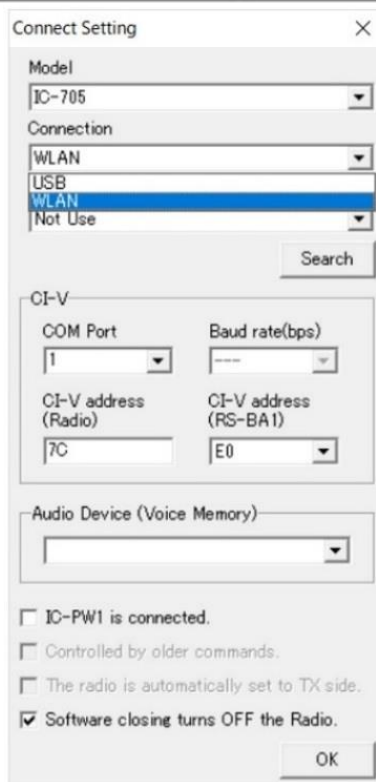 Connect Setting
Model
IC-705
Connection
WLAN
USB
WLAN
Not Use
Search
CI-V
COM Port Baud rate(bps)
1 ---
CI-V address CI-V address
(Radio) (RS-BA1)
7C E0
Audio Device (Voice Memory)
IC-PW1 is connected.
Controlled by older commands.
The radio is automatically set to TX side.
Software closing turns OFF the Radio.
OK